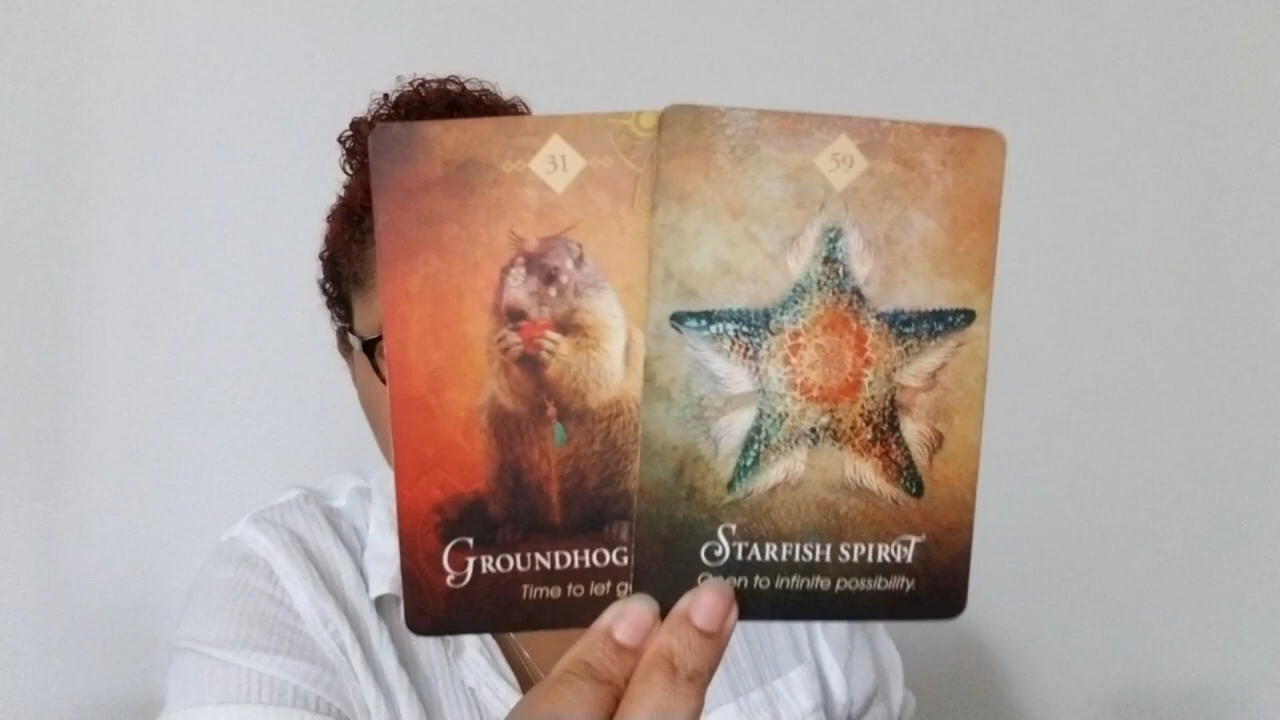 31
GROUNDHOG
Time to let g
59
STARFISH SPIRIT
Open to infinite possibility.